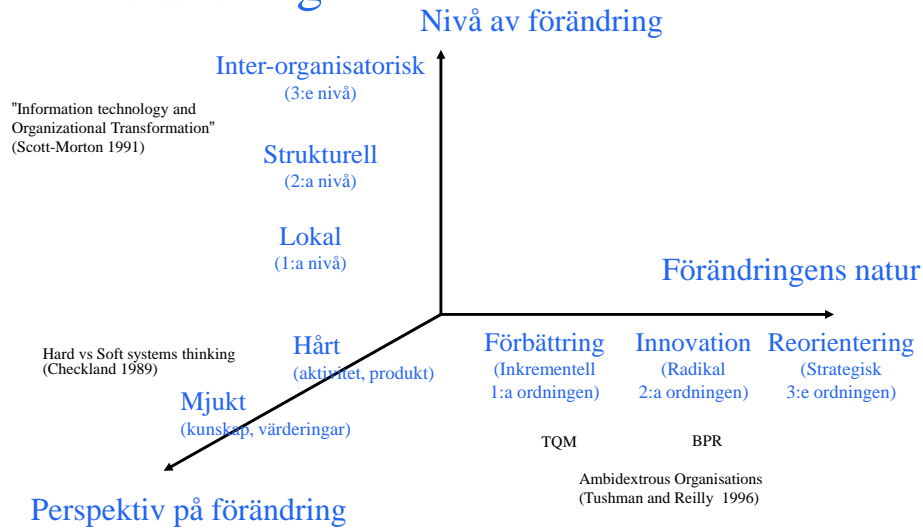 Nivå av förändring
Inter-organisatorisk
(3:e nivå)
"Information technology and
Organizational Transformation"
(Scott-Morton 1991)
Strukturell
(2:a nivå)
Lokal
(1:a nivå)
Förändringens natur
Förbättring
(Inkrementell
1:a ordningen)
Innovation
(Radikal
2:a ordningen)
Reorientering
(Strategisk
3:e ordningen)
Hard vs Soft systems thinking
(Checkland 1989)
Hårt
(aktivitet, produkt)
Mjukt
(kunskap, värderingar)
TQM
BPR
Ambidextrous Organisations
(Tushman and Reilly 1996)
Perspektiv på förändring